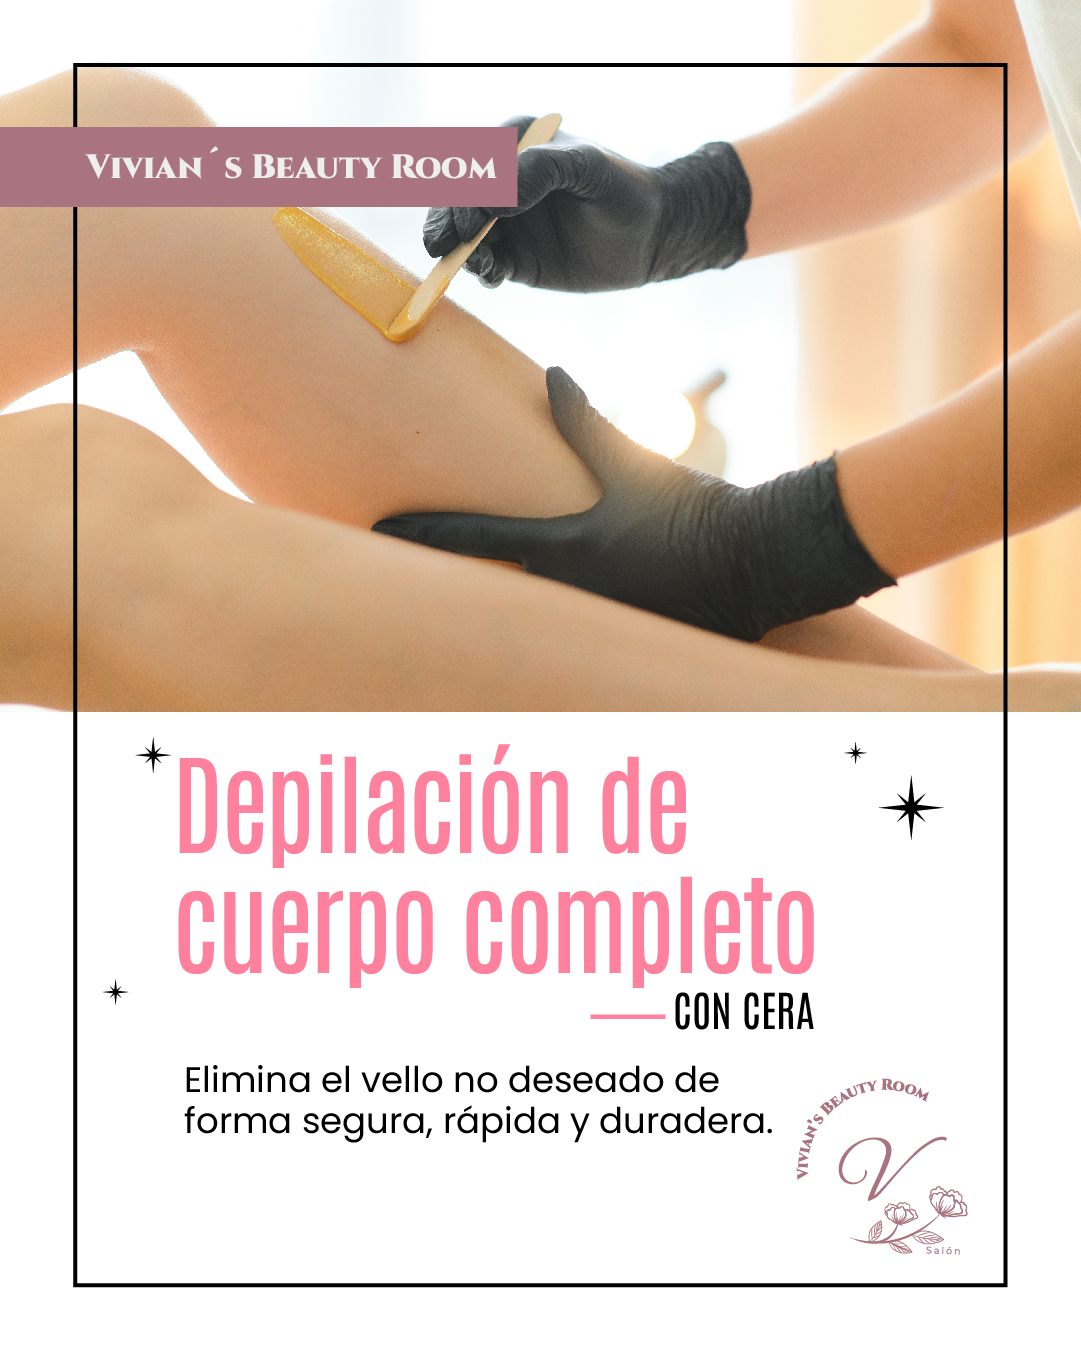 Vivian´s Beauty Room
Depilación de
cuerpo completo
CON CERA
Elimina el vello no deseado de
forma segura, rápida y duradera.
Vivian's Beauty Room
V
Salón